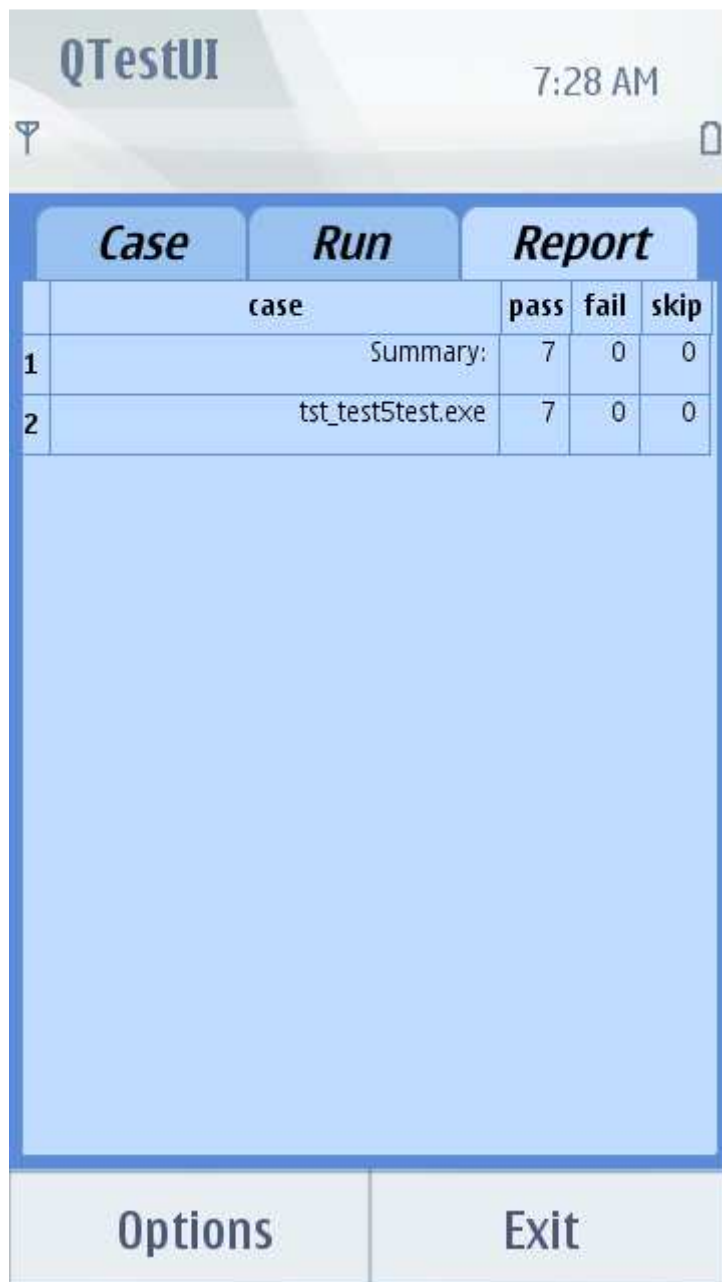 QTestUI
7:28 AM
Case Run Report
case pass fail skip
1 Summary: 7 0 0
2 tst_test5test.exe 7 0 0
Options Exit